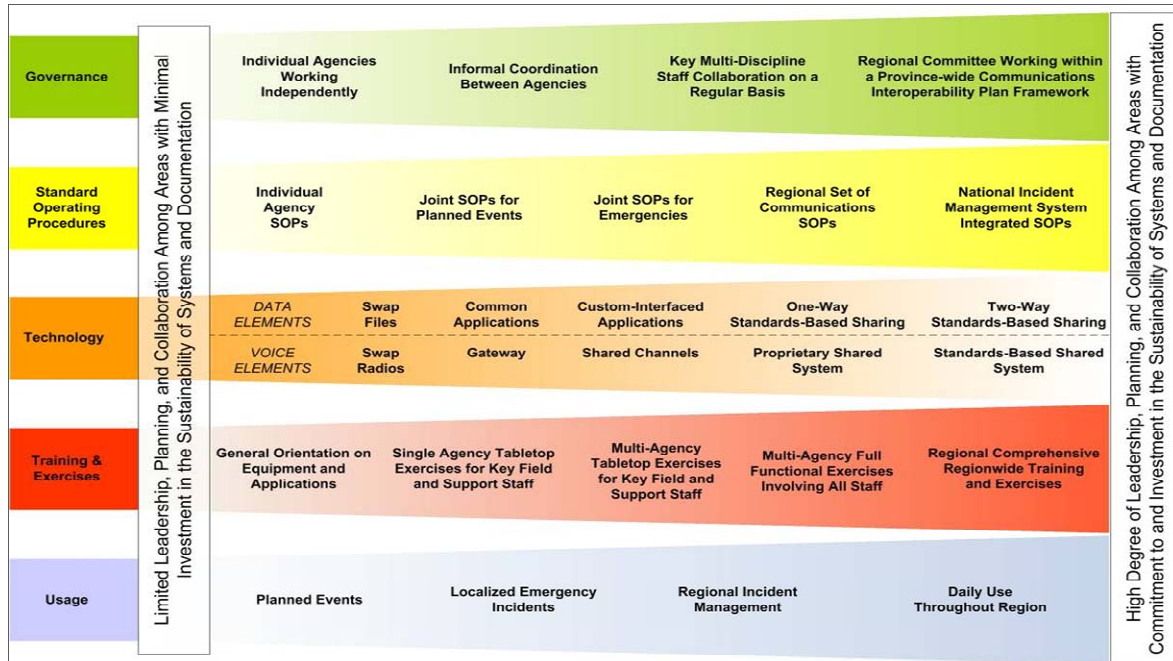 Limited Leadership, Planning, and Collaboration Among Areas with Minimal
Investment in the Sustainability of Systems and Documentation
Governance
Individual Agencies
Working
Independently
Informal Coordination
Between Agencies
Key Multi-Discipline
Staff Collaboration on a
Regular Basis
Regional Committee Working within
a Province-wide Communications
Interoperability Plan Framework
Standard
Operating
Procedures
Individual
Agency
SOPs
Joint SOPs for
Planned Events
Joint SOPs for
Emergencies
Regional Set of
Communications
SOPs
National Incident
Management System
Integrated SOPs
Technology
DATA
ELEMENTS
Swap
Files
Common
Applications
Custom-Interfaced
Applications
One-Way
Standards-Based Sharing
Two-Way
Standards-Based Sharing
VOICE
ELEMENTS
Swap
Radios
Gateway
Shared Channels
Proprietary Shared
System
Standards-Based Shared
System
Training &
Exercises
General Orientation on
Equipment and
Applications
Single Agency Tabletop
Exercises for Key Field
and Support Staff
Multi-Agency
Tabletop Exercises
for Key Field and
Support Staff
Multi-Agency Full
Functional Exercises
Involving All Staff
Regional Comprehensive
Regionwide Training
and Exercises
Usage
Planned Events
Localized Emergency
Incidents
Regional Incident
Management
Daily Use
Throughout Region
High Degree of Leadership, Planning, and Collaboration Among Areas with
Commitment to and Investment in the Sustainability of Systems and Documentation